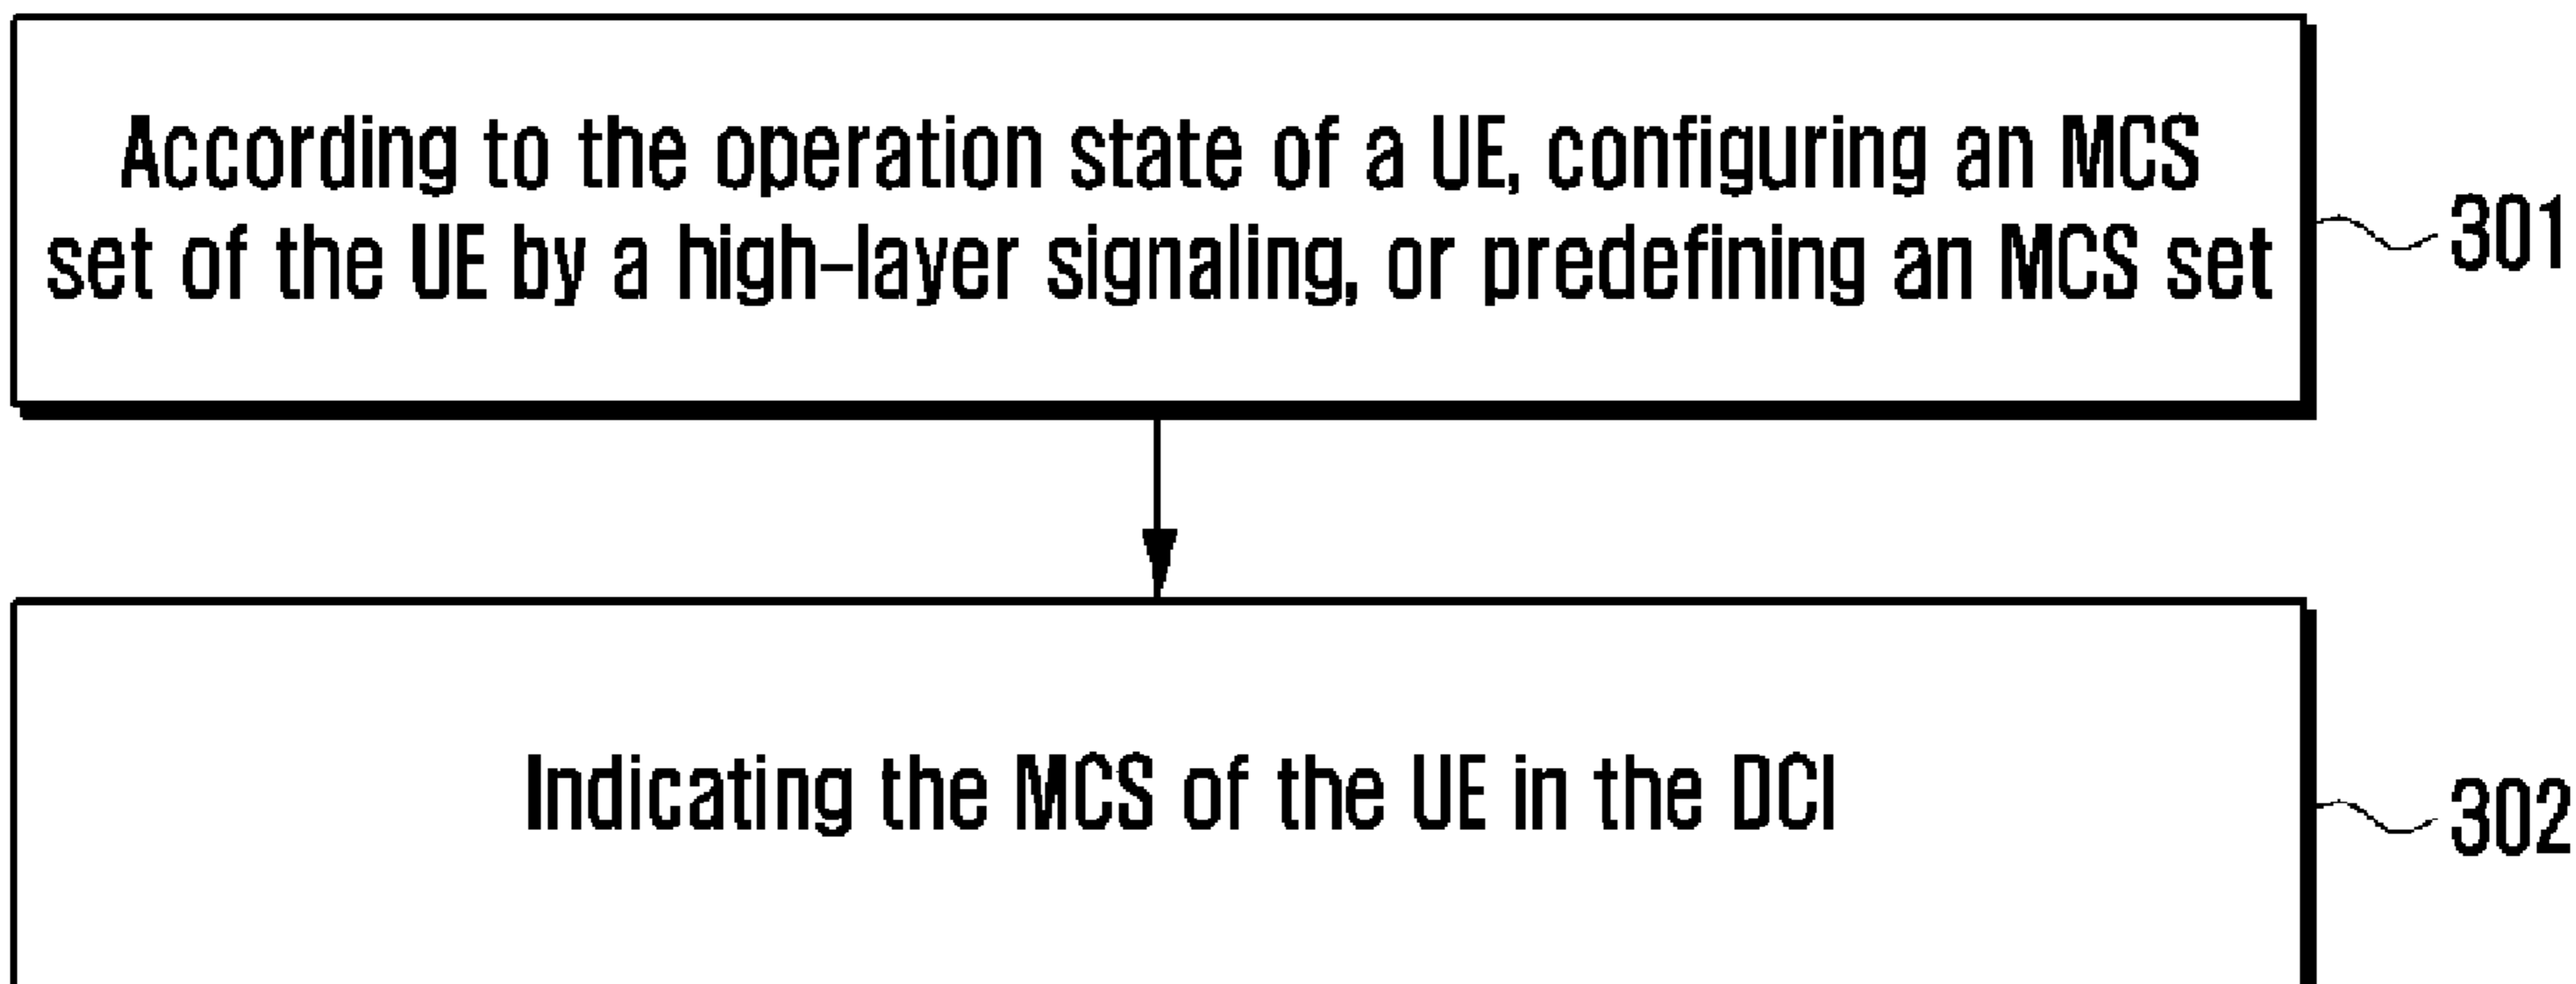 According to the operation state of a UE, configuring an MCS
set of the UE by a high-layer signaling, or predefining an MCS set
301
Indicating the MCS of the UE in the DCI
302